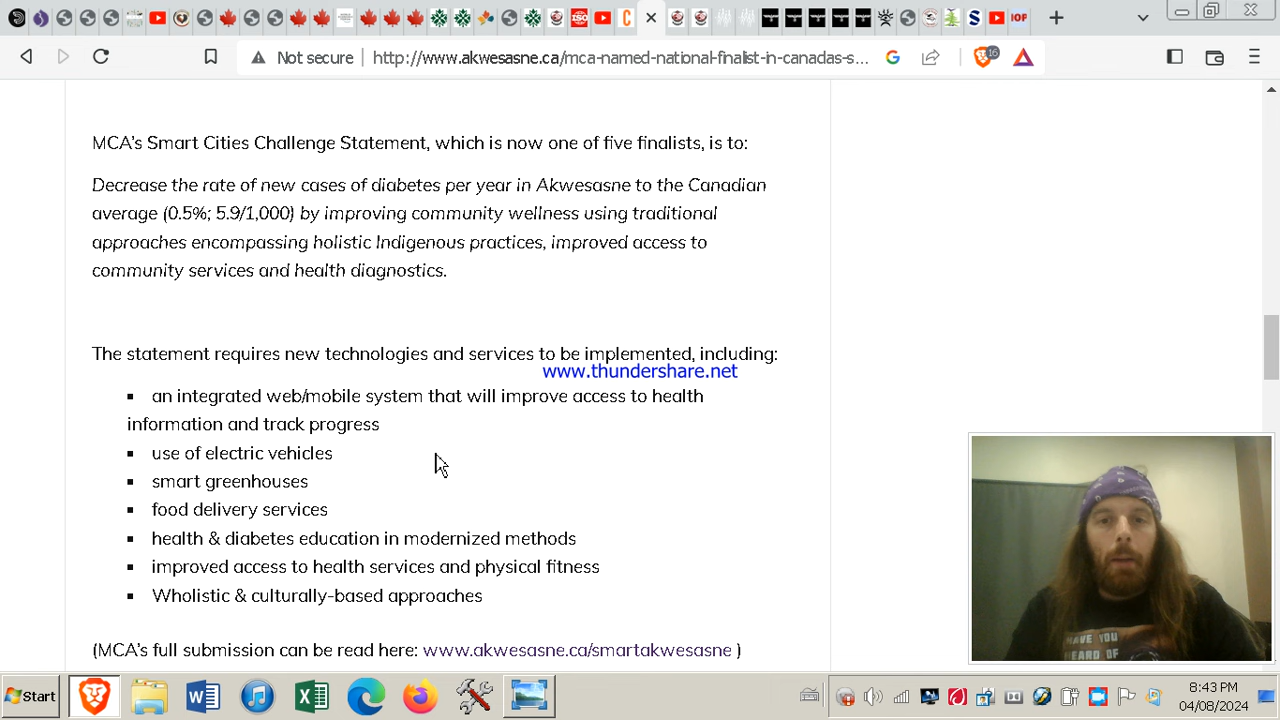 ISO
C
S
IOF
Not secure
http://www.akwesasne.ca/mca-named-national-finalist-in-canadas-s...
G
16
MCA's Smart Cities Challenge Statement, which is now one of five finalists, is to:
Decrease the rate of new cases of diabetes per year in Akwesasne to the Canadian
average (0.5%; 5.9/1,000) by improving community wellness using traditional
approaches encompassing holistic Indigenous practices, improved access to
community services and health diagnostics.
The statement requires new technologies and services to be implemented, including:
www.thundershare.net
▪ an integrated web/mobile system that will improve access to health
information and track progress
▪ use of electric vehicles
▪ smart greenhouses
▪ food delivery services
▪ health & diabetes education in modernized methods
▪ improved access to health services and physical fitness
▪ Wholistic & culturally-based approaches
(MCA's full submission can be read here: www.akwesasne.ca/smartakwesasne )
HAVE YOU
HEARD OF
Start
W
X
8:43 PM
04/08/2024